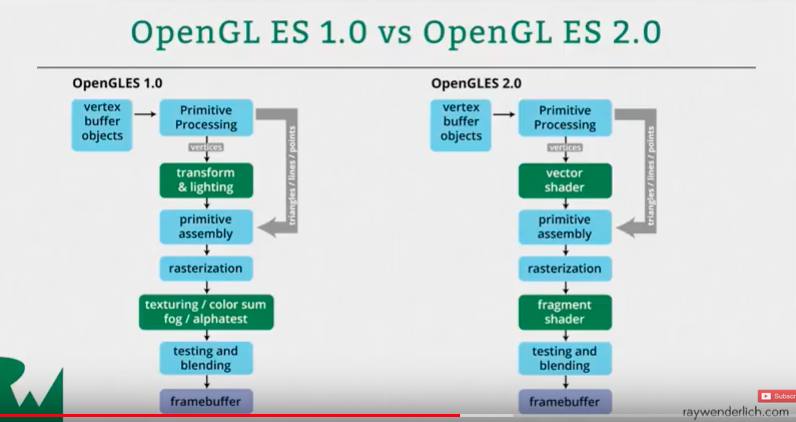 OpenGL ES 1.0 vs OpenGL ES 2.0
OpenGLES 1.0
vertex
buffer
objects
Primitive
Processing
vertices
triangles / lines / points
transform
& lighting
primitive
assembly
rasterization
texturing / color sum
fog / alphatest
testing and
blending
framebuffer
OpenGLES 2.0
vertex
buffer
objects
Primitive
Processing
vertices
triangles / lines / points
vector
shader
primitive
assembly
rasterization
fragment
shader
testing and
blending
framebuffer
Subscr
raywenderlich.com